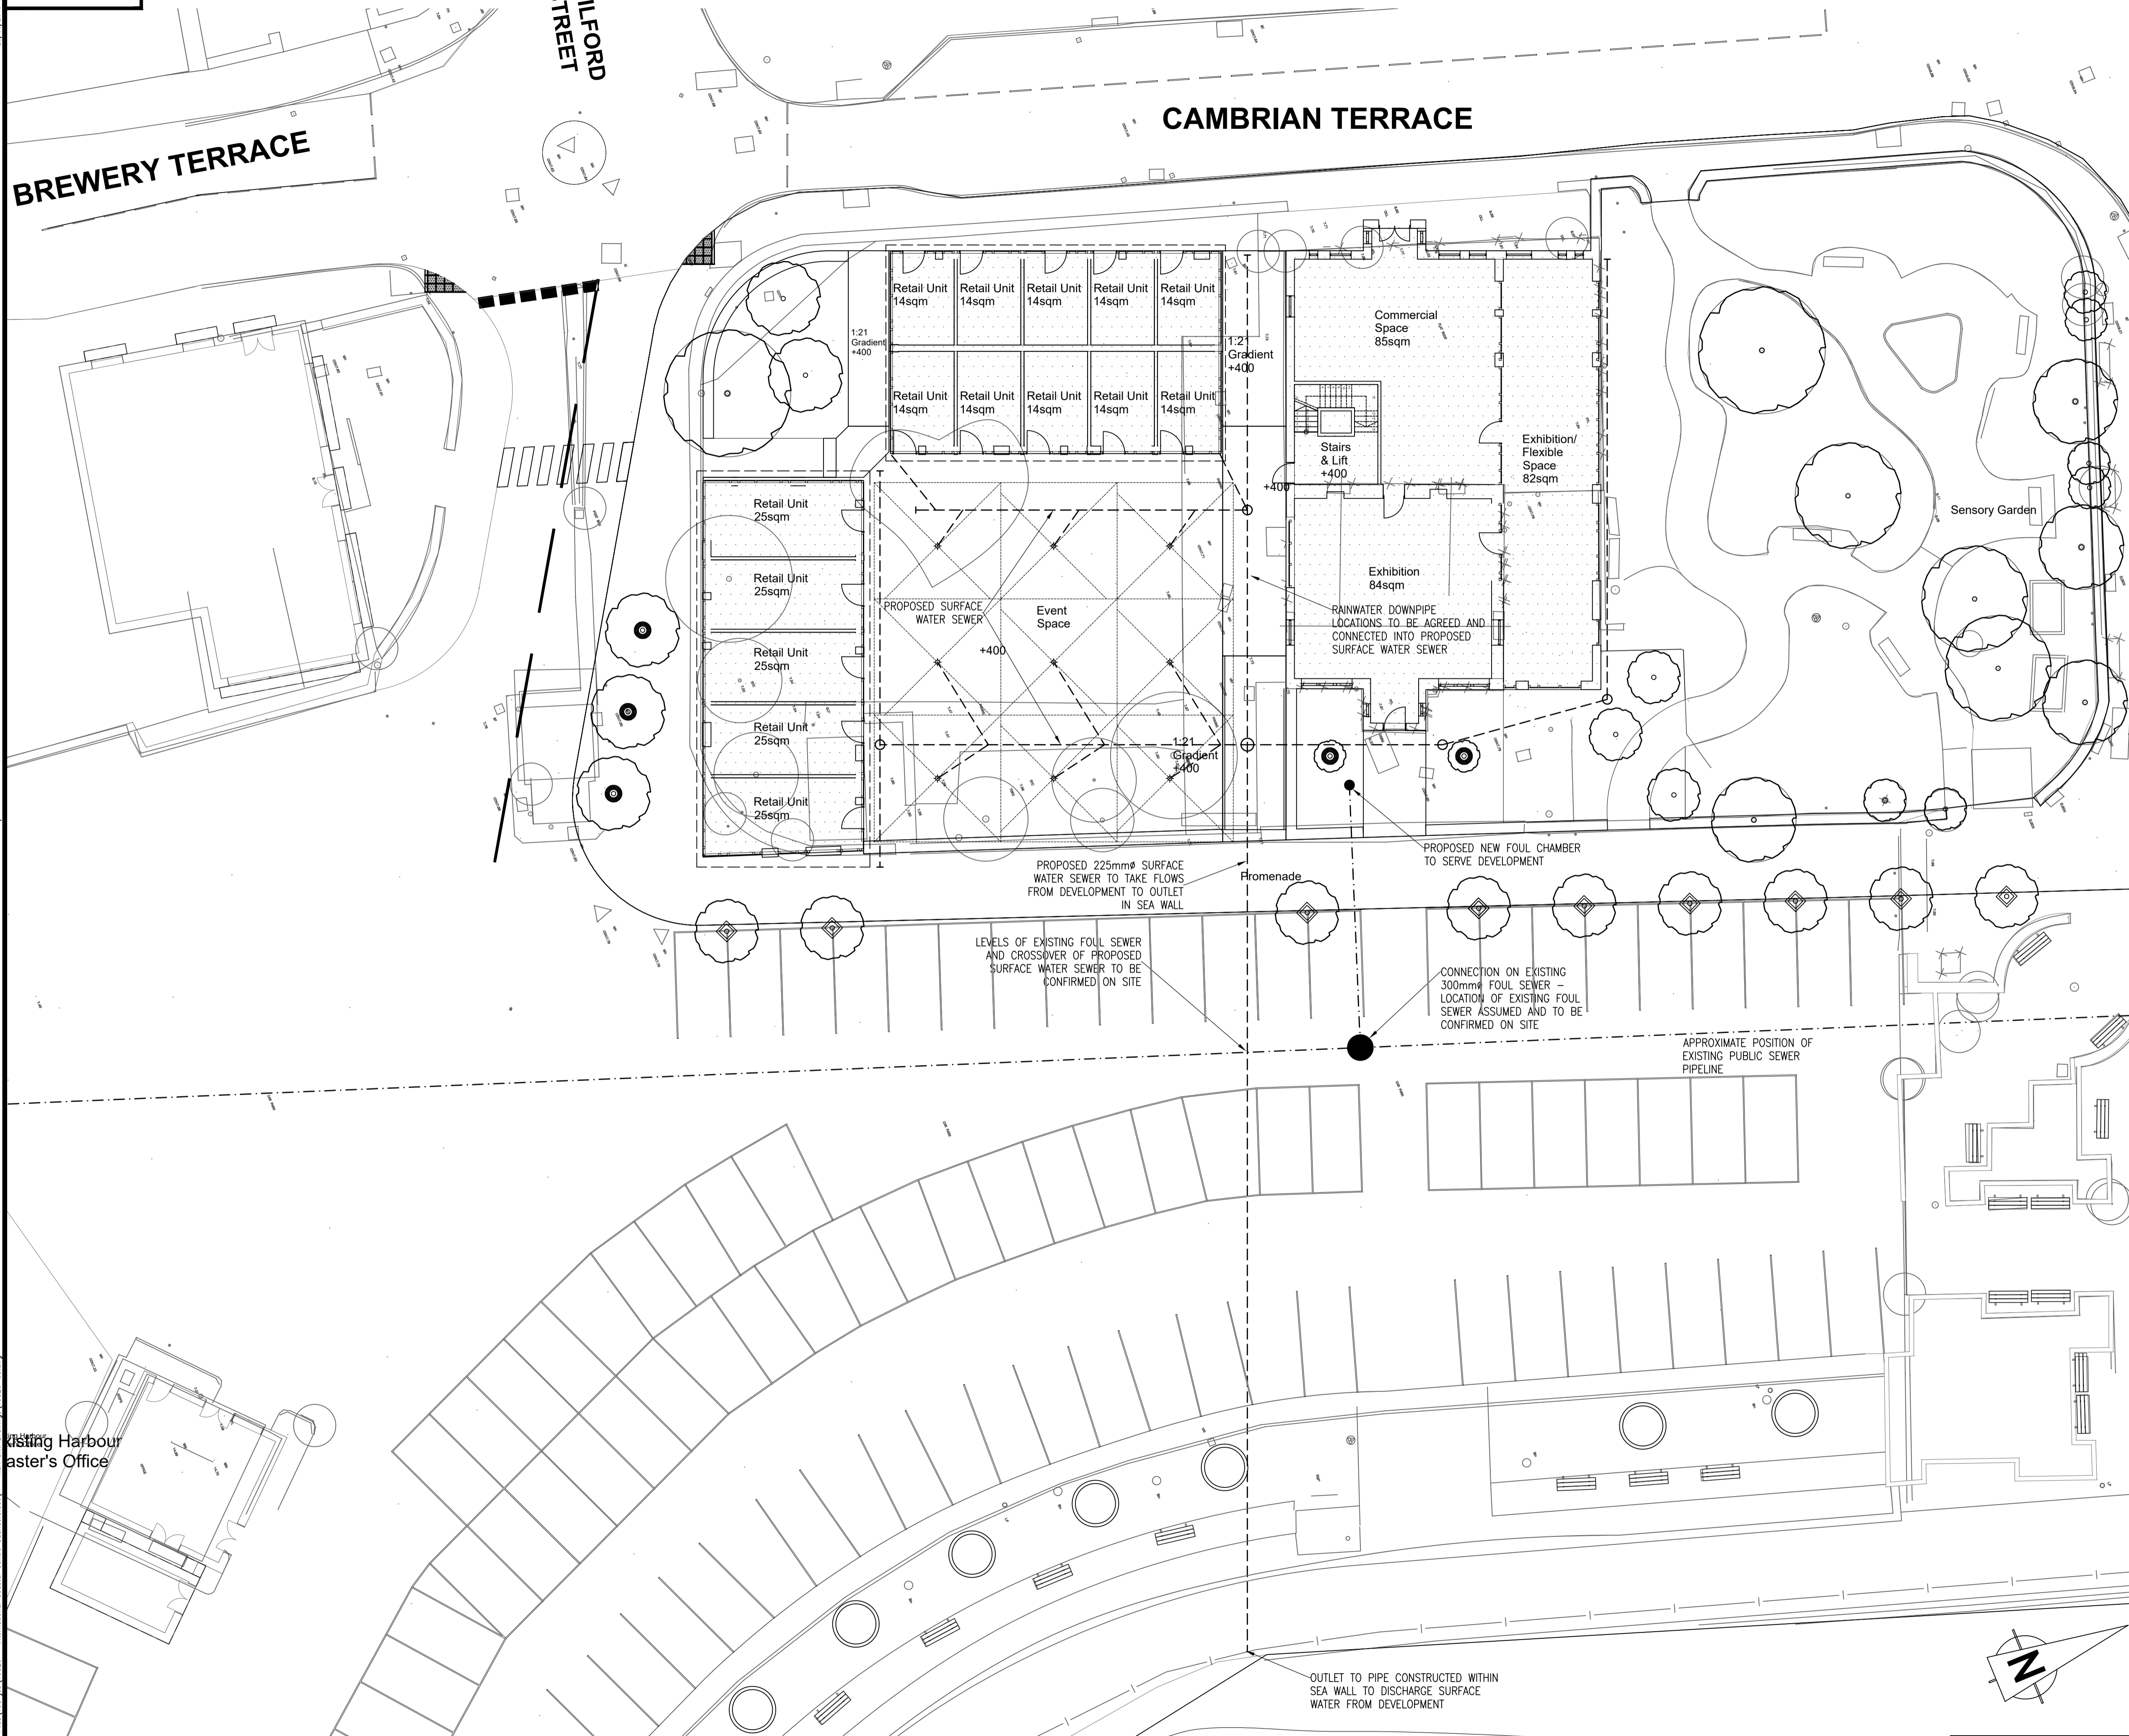 ILFORD
STREET
BREWERY TERRACE
CAMBRIAN TERRACE
Retail Unit
14sqm
Retail Unit
14sqm
Retail Unit
14sqm
Retail Unit
14sqm
Retail Unit
14sqm
1:21
Gradient
+400
1:21
Gradient
+400
Commercial
Space
85sqm
Retail Unit
14sqm
Retail Unit
14sqm
Retail Unit
14sqm
Retail Unit
14sqm
Retail Unit
14sqm
Stairs
& Lift
+400
+400
Exhibition/
Flexible
Space
82sqm
Sensory Garden
Retail Unit
25sqm
Retail Unit
25sqm
Retail Unit
25sqm
Retail Unit
25sqm
Retail Unit
25sqm
PROPOSED SURFACE
WATER SEWER
Event
Space
+400
Exhibition
84sqm
RAINWATER DOWNPIPE
LOCATIONS TO BE AGREED AND
CONNECTED INTO PROPOSED
SURFACE WATER SEWER
1:21
Gradient
+400
PROPOSED NEW FOUL CHAMBER
TO SERVE DEVELOPMENT
PROPOSED 225mmø SURFACE
WATER SEWER TO TAKE FLOWS
FROM DEVELOPMENT TO OUTLET
IN SEA WALL
Promenade
LEVELS OF EXISTING FOUL SEWER
AND CROSSOVER OF PROPOSED
SURFACE WATER SEWER TO BE
CONFIRMED ON SITE
CONNECTION ON EXISTING
300mmø FOUL SEWER –
LOCATION OF EXISTING FOUL
SEWER ASSUMED AND TO BE
CONFIRMED ON SITE
APPROXIMATE POSITION OF
EXISTING PUBLIC SEWER
PIPELINE
xisting Harbour
aster's Office
OUTLET TO PIPE CONSTRUCTED WITHIN
SEA WALL TO DISCHARGE SURFACE
WATER FROM DEVELOPMENT
N